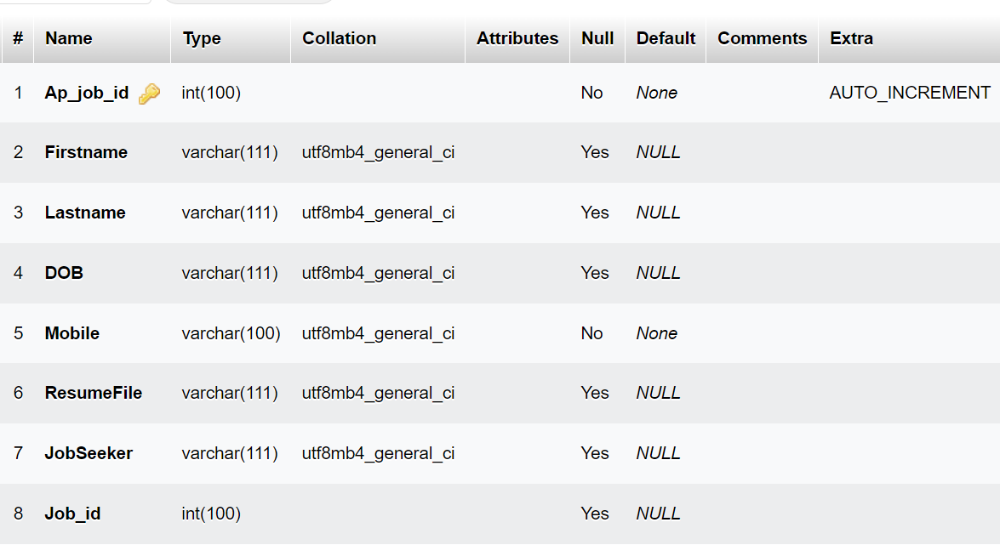 # Name Type Collation Attributes Null Default Comments Extra
1 Ap_job_id int(100) No None AUTO_INCREMENT
2 Firstname varchar(111) utf8mb4_general_ci Yes NULL
3 Lastname varchar(111) utf8mb4_general_ci Yes NULL
4 DOB varchar(111) utf8mb4_general_ci Yes NULL
5 Mobile varchar(100) utf8mb4_general_ci No None
6 ResumeFile varchar(111) utf8mb4_general_ci Yes NULL
7 JobSeeker varchar(111) utf8mb4_general_ci Yes NULL
8 Job_id int(100) Yes NULL